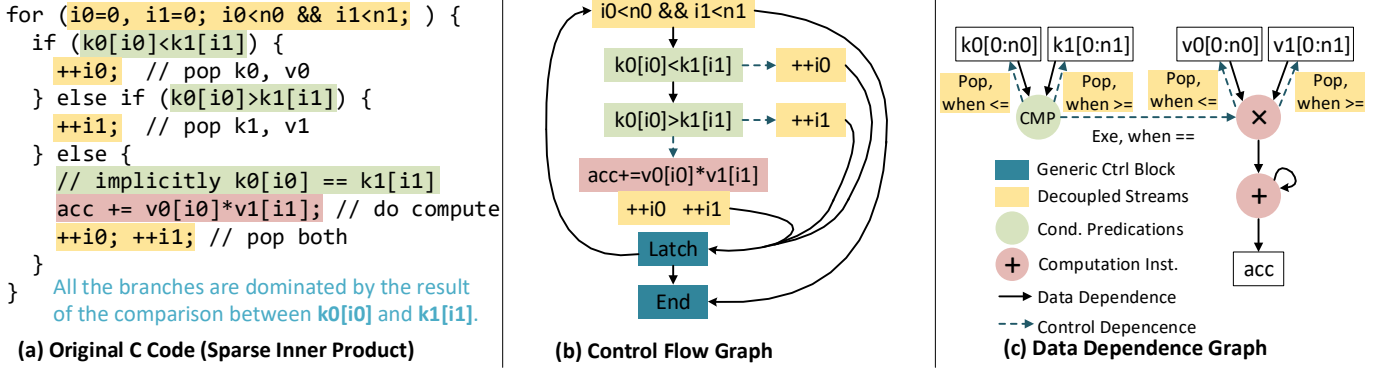 for (i0=0, i1=0; i0<n0 && i1<n1; ) {
if (k0[i0]<k1[i1]) {
++i0; // pop k0, v0
} else if (k0[i0]>k1[i1]) {
++i1; // pop k1, v1
} else {
// implicitly k0[i0] == k1[i1]
acc += v0[i0]*v1[i1]; // do compute
++i0; ++i1; // pop both
}
}
All the branches are dominated by the result
of the comparison between k0[i0] and k1[i1].
(a) Original C Code (Sparse Inner Product)
i0<n0 && i1<n1
k0[i0]<k1[i1]
++i0
k0[i0]>k1[i1]
++i1
acc+=v0[i0]*v1[i1]
++i0 ++i1
Latch
End
(b) Control Flow Graph
k0[0:n0] k1[0:n1] v0[0:n0] v1[0:n1]
Pop,
when <=
Pop,
when >=
Pop,
when <=
Pop,
when >=
CMP
×
Exe, when ==
+
acc
Generic Ctrl Block
Decoupled Streams
Cond. Predications
+ Computation Inst.
Data Dependence
Control Depencence
(c) Data Dependence Graph